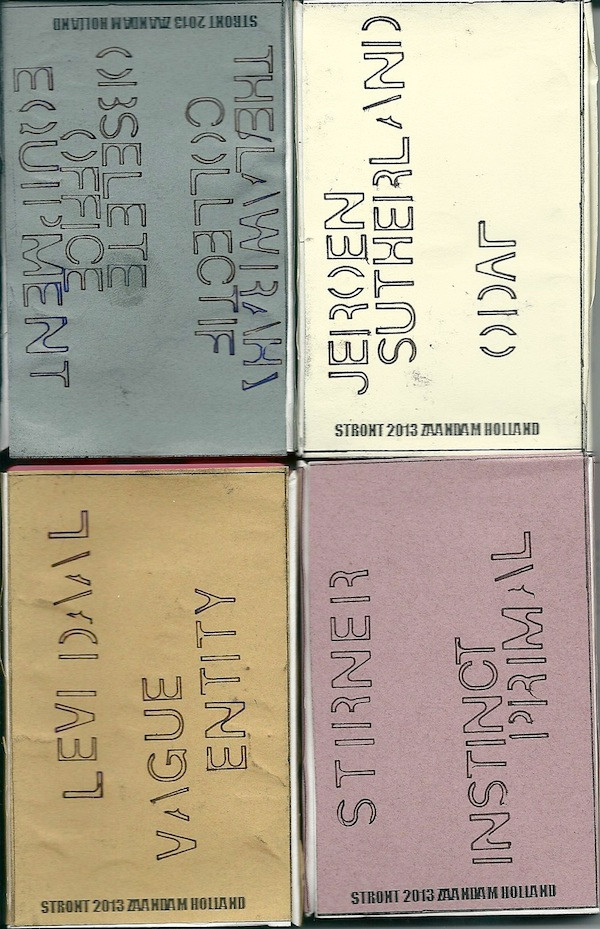 THE
COLLECTIF
OBSELETE
OFFICE
EQUIPMENT
STRONT 2013 ZAANDAM HOLLAND
JEROEN
SUTHERLAND
ODAL
STRONT 2013 ZAANDAM HOLLAND
LEVI DAAL
VAGUE
ENTITY
STRONT 2013 ZAANDAM HOLLAND
STIRNER
INSTINCT
PRIMAL
STRONT 2013 ZAANDAM HOLLAND